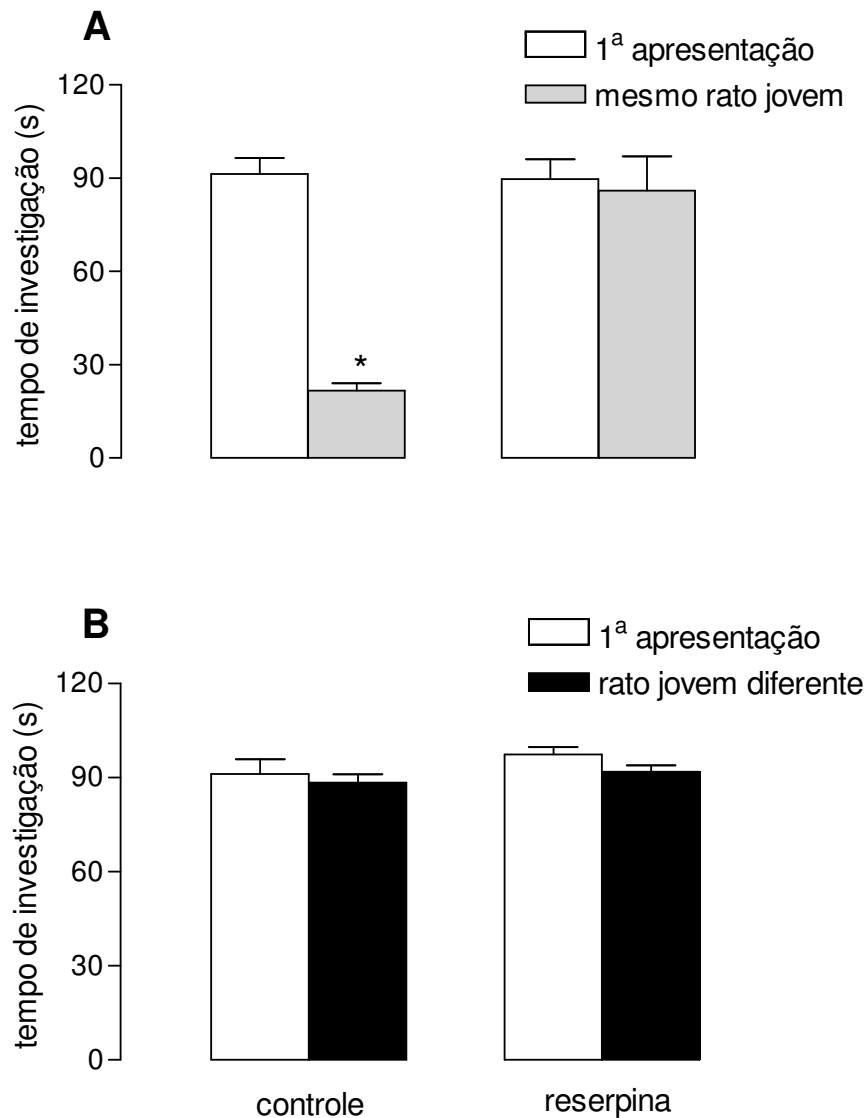 A
1ª apresentação
mesmo rato jovem
tempo de investigação (s)
120
90
60
30
0
*
B
1ª apresentação
rato jovem diferente
tempo de investigação (s)
120
90
60
30
0
controle
reserpina